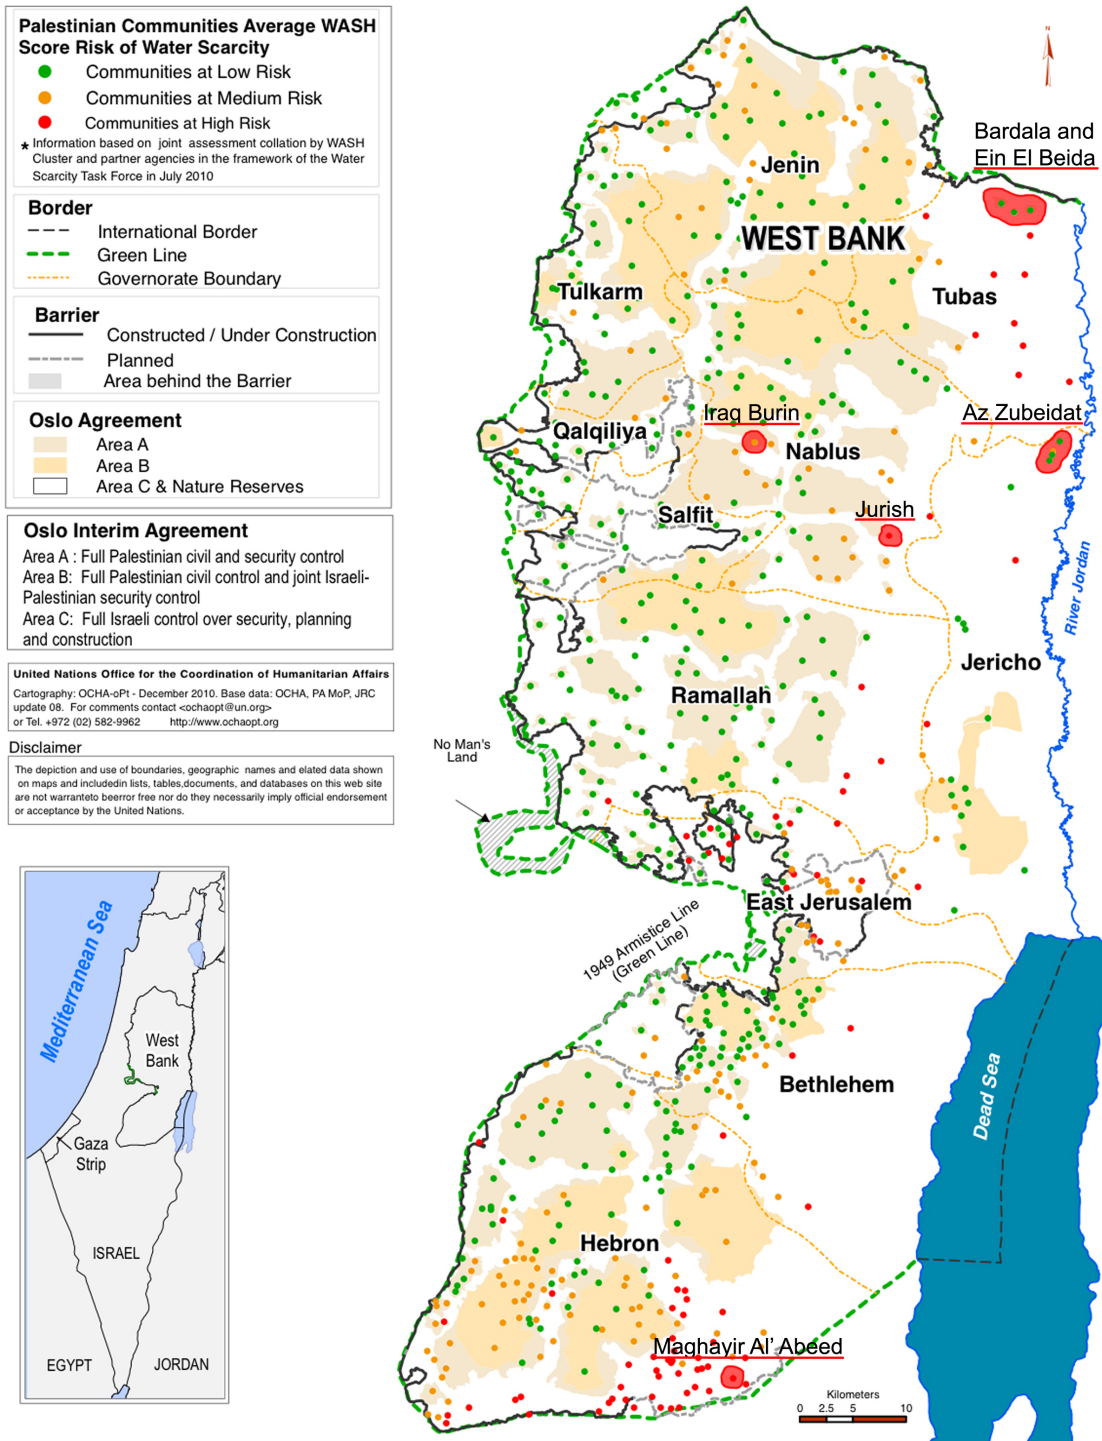 Palestinian Communities Average WASH
Score Risk of Water Scarcity
Communities at Low Risk
Communities at Medium Risk
Communities at High Risk
* Information based on joint assessment collation by WASH
Cluster and partner agencies in the framework of the Water
Scarcity Task Force in July 2010
Border
International Border
Green Line
Governorate Boundary
Barrier
Constructed / Under Construction
Planned
Area behind the Barrier
Oslo Agreement
Area A
Area B
Area C & Nature Reserves
Oslo Interim Agreement
Area A : Full Palestinian civil and security control
Area B: Full Palestinian civil control and joint Israeli-
Palestinian security control
Area C: Full Israeli control over security, planning
and construction
United Nations Office for the Coordination of Humanitarian Affairs
Cartography: OCHA-oPt - December 2010. Base data: OCHA, PA MoP, JRC
update 08. For comments contact <ochaopt@un.org>
or Tel. +972 (02) 582-9962 http://www.ochaopt.org
Disclaimer
The depiction and use of boundaries, geographic names and elated data shown
on maps and includedin lists, tables,documents, and databases on this web site
are not warranteto beerror free nor do they necessarily imply official endorsement
or acceptance by the United Nations.
Mediterranean Sea
West
Bank
Gaza
Strip
ISRAEL
EGYPT
JORDAN
N
Bardala and
Ein El Beida
Jenin
WEST BANK
Tulkarm
Tubas
Iraq Burin
Az Zubeidat
Qalqiliya
Nablus
Jurish
Salfit
River Jordan
Jericho
Ramallah
No Man's
Land
East Jerusalem
1949 Armistice Line
(Green Line)
Bethlehem
Dead Sea
Hebron
Maghayir Al' Abeed
Kilometers
0 2.5 5 10